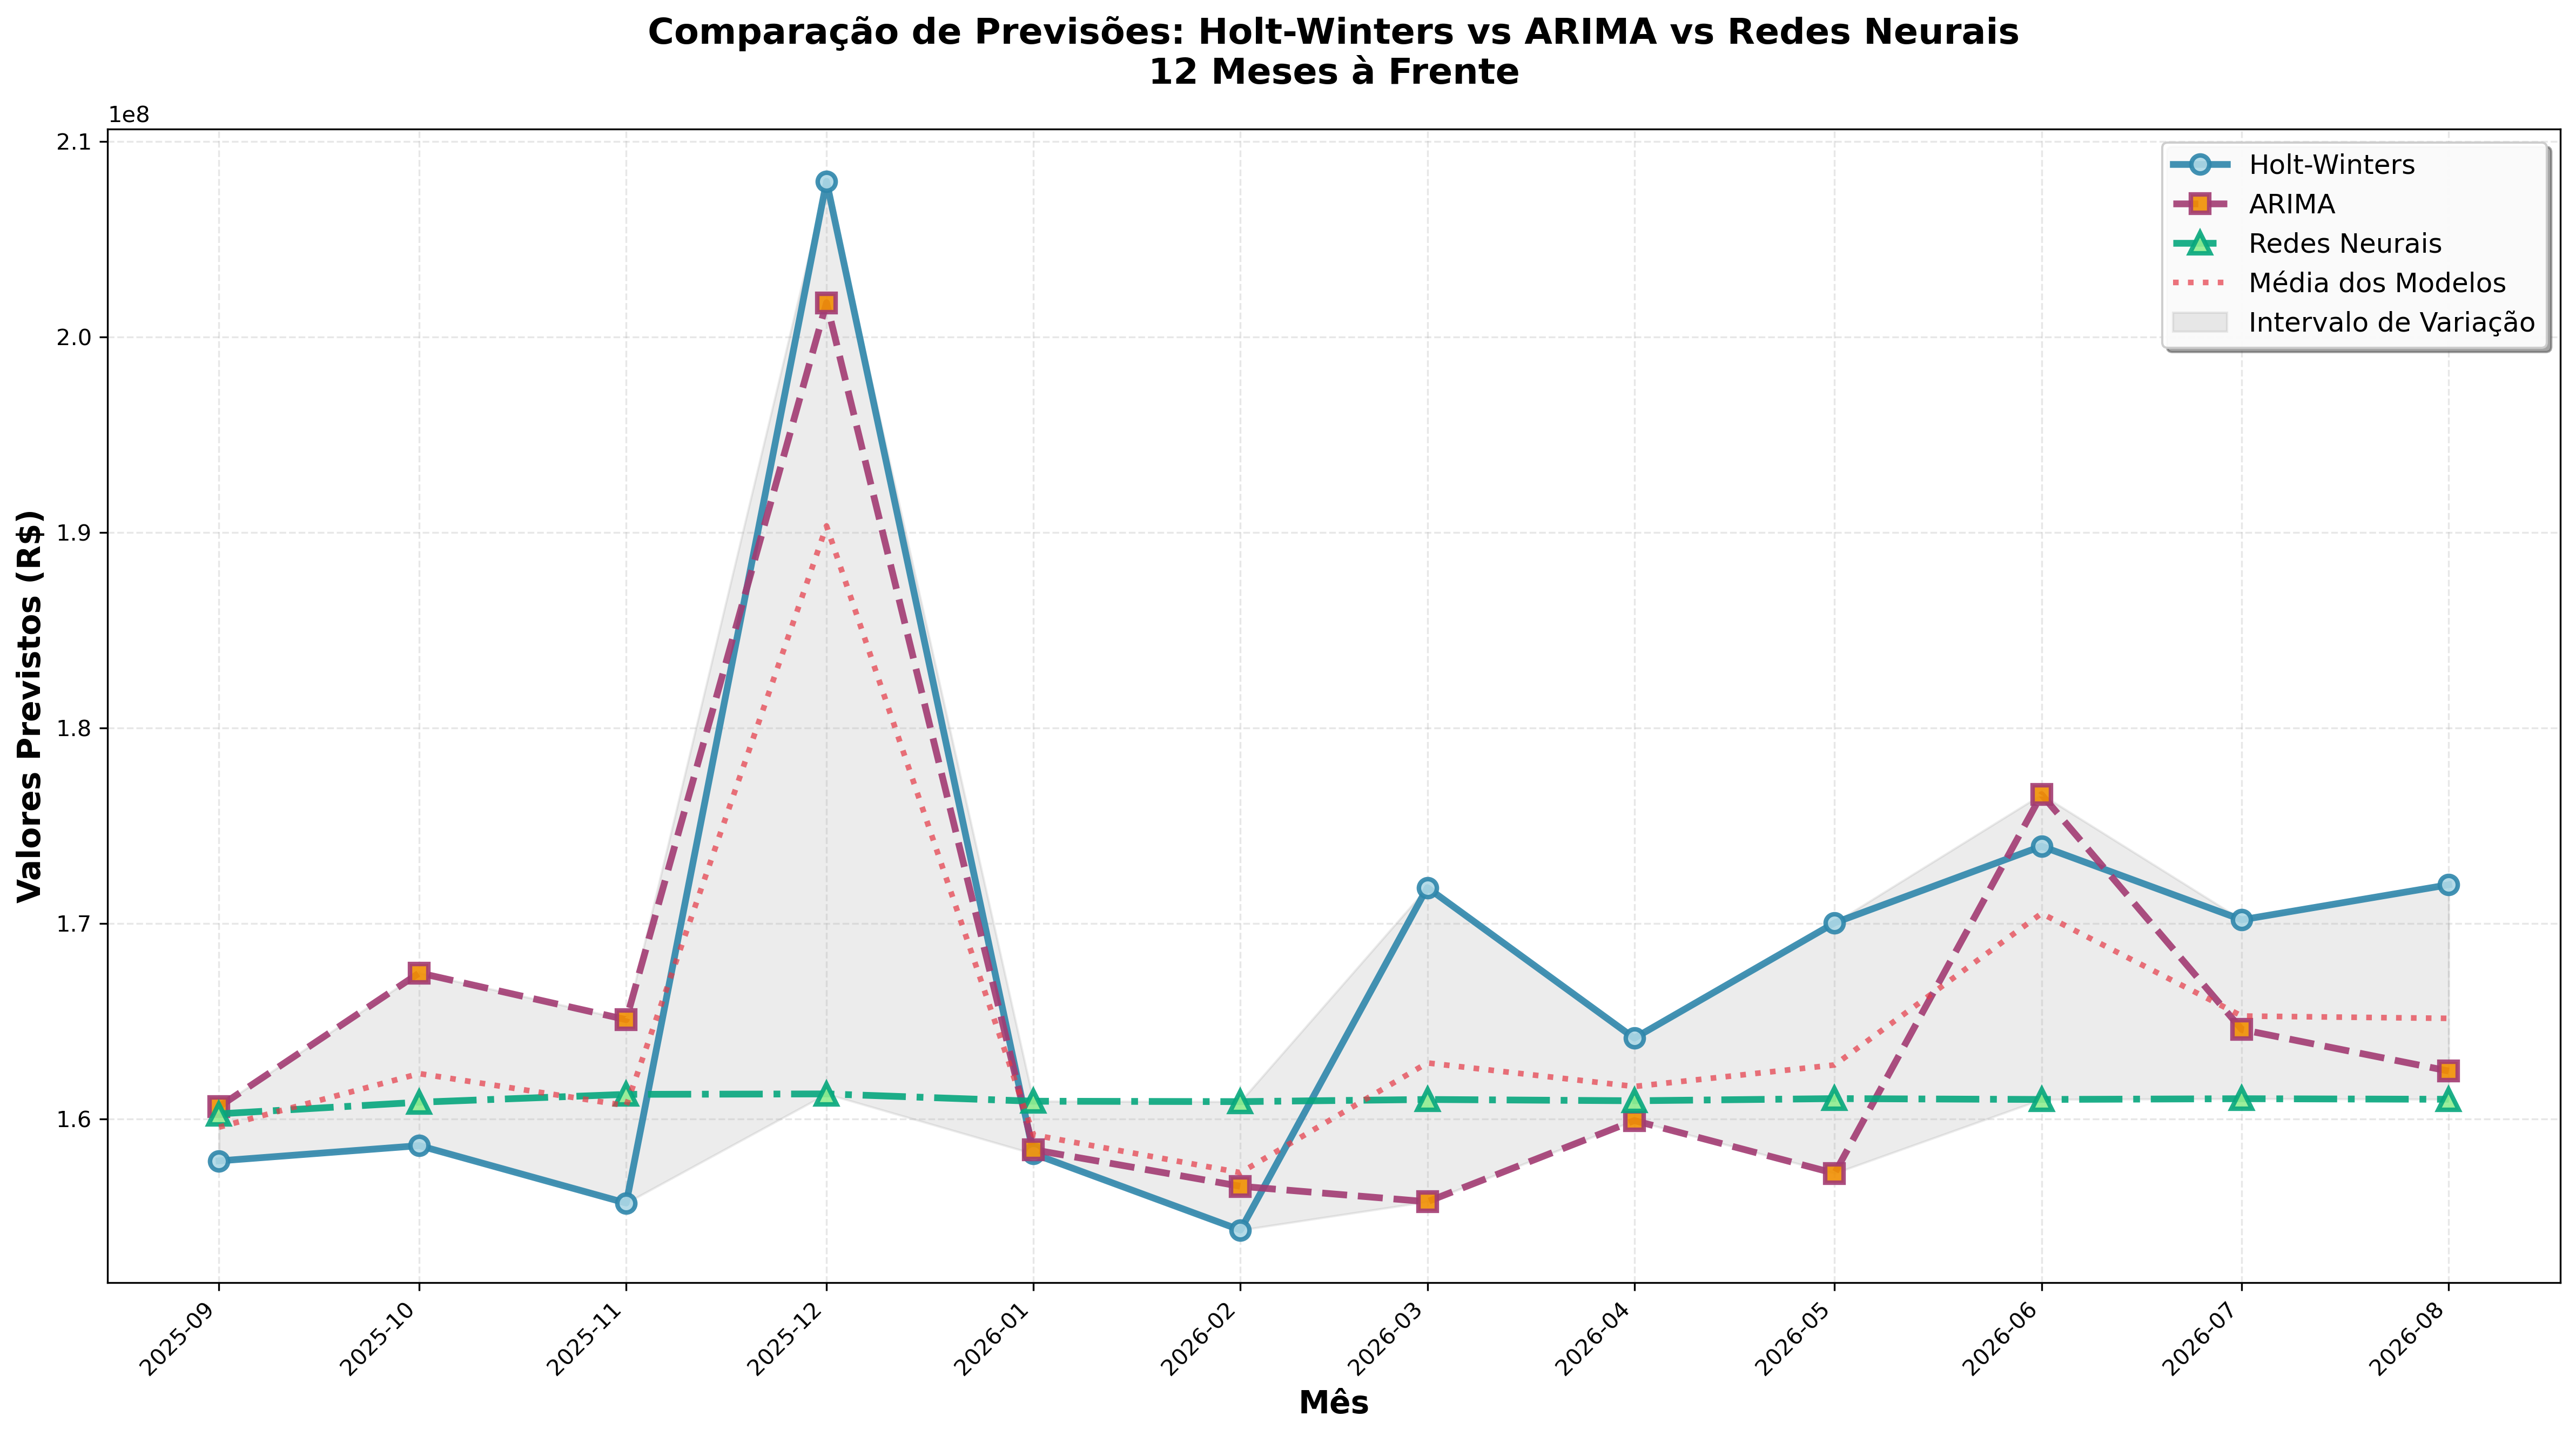 Comparação de Previsões: Holt-Winters vs ARIMA vs Redes Neurais
12 Meses à Frente
1e8
2.1
2.0
1.9
1.8
1.7
1.6
Valores Previstos (R$)
Holt-Winters
ARIMA
Redes Neurais
Média dos Modelos
Intervalo de Variação
2025-09
2025-10
2025-11
2025-12
2026-01
2026-02
2026-03
2026-04
2026-05
2026-06
2026-07
2026-08
Mês